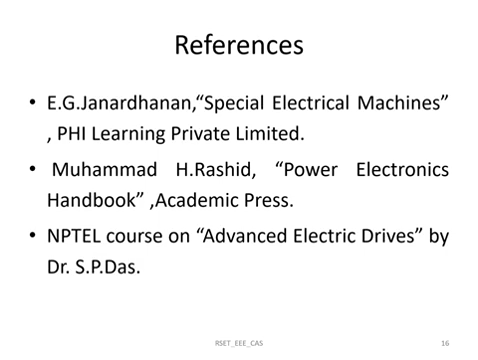 References
• E.G.Janardhanan,“Special Electrical Machines”
, PHI Learning Private Limited.
• Muhammad H.Rashid, “Power Electronics
Handbook” ,Academic Press.
• NPTEL course on “Advanced Electric Drives” by
Dr. S.P.Das.
RSET_EEE_CAS
16